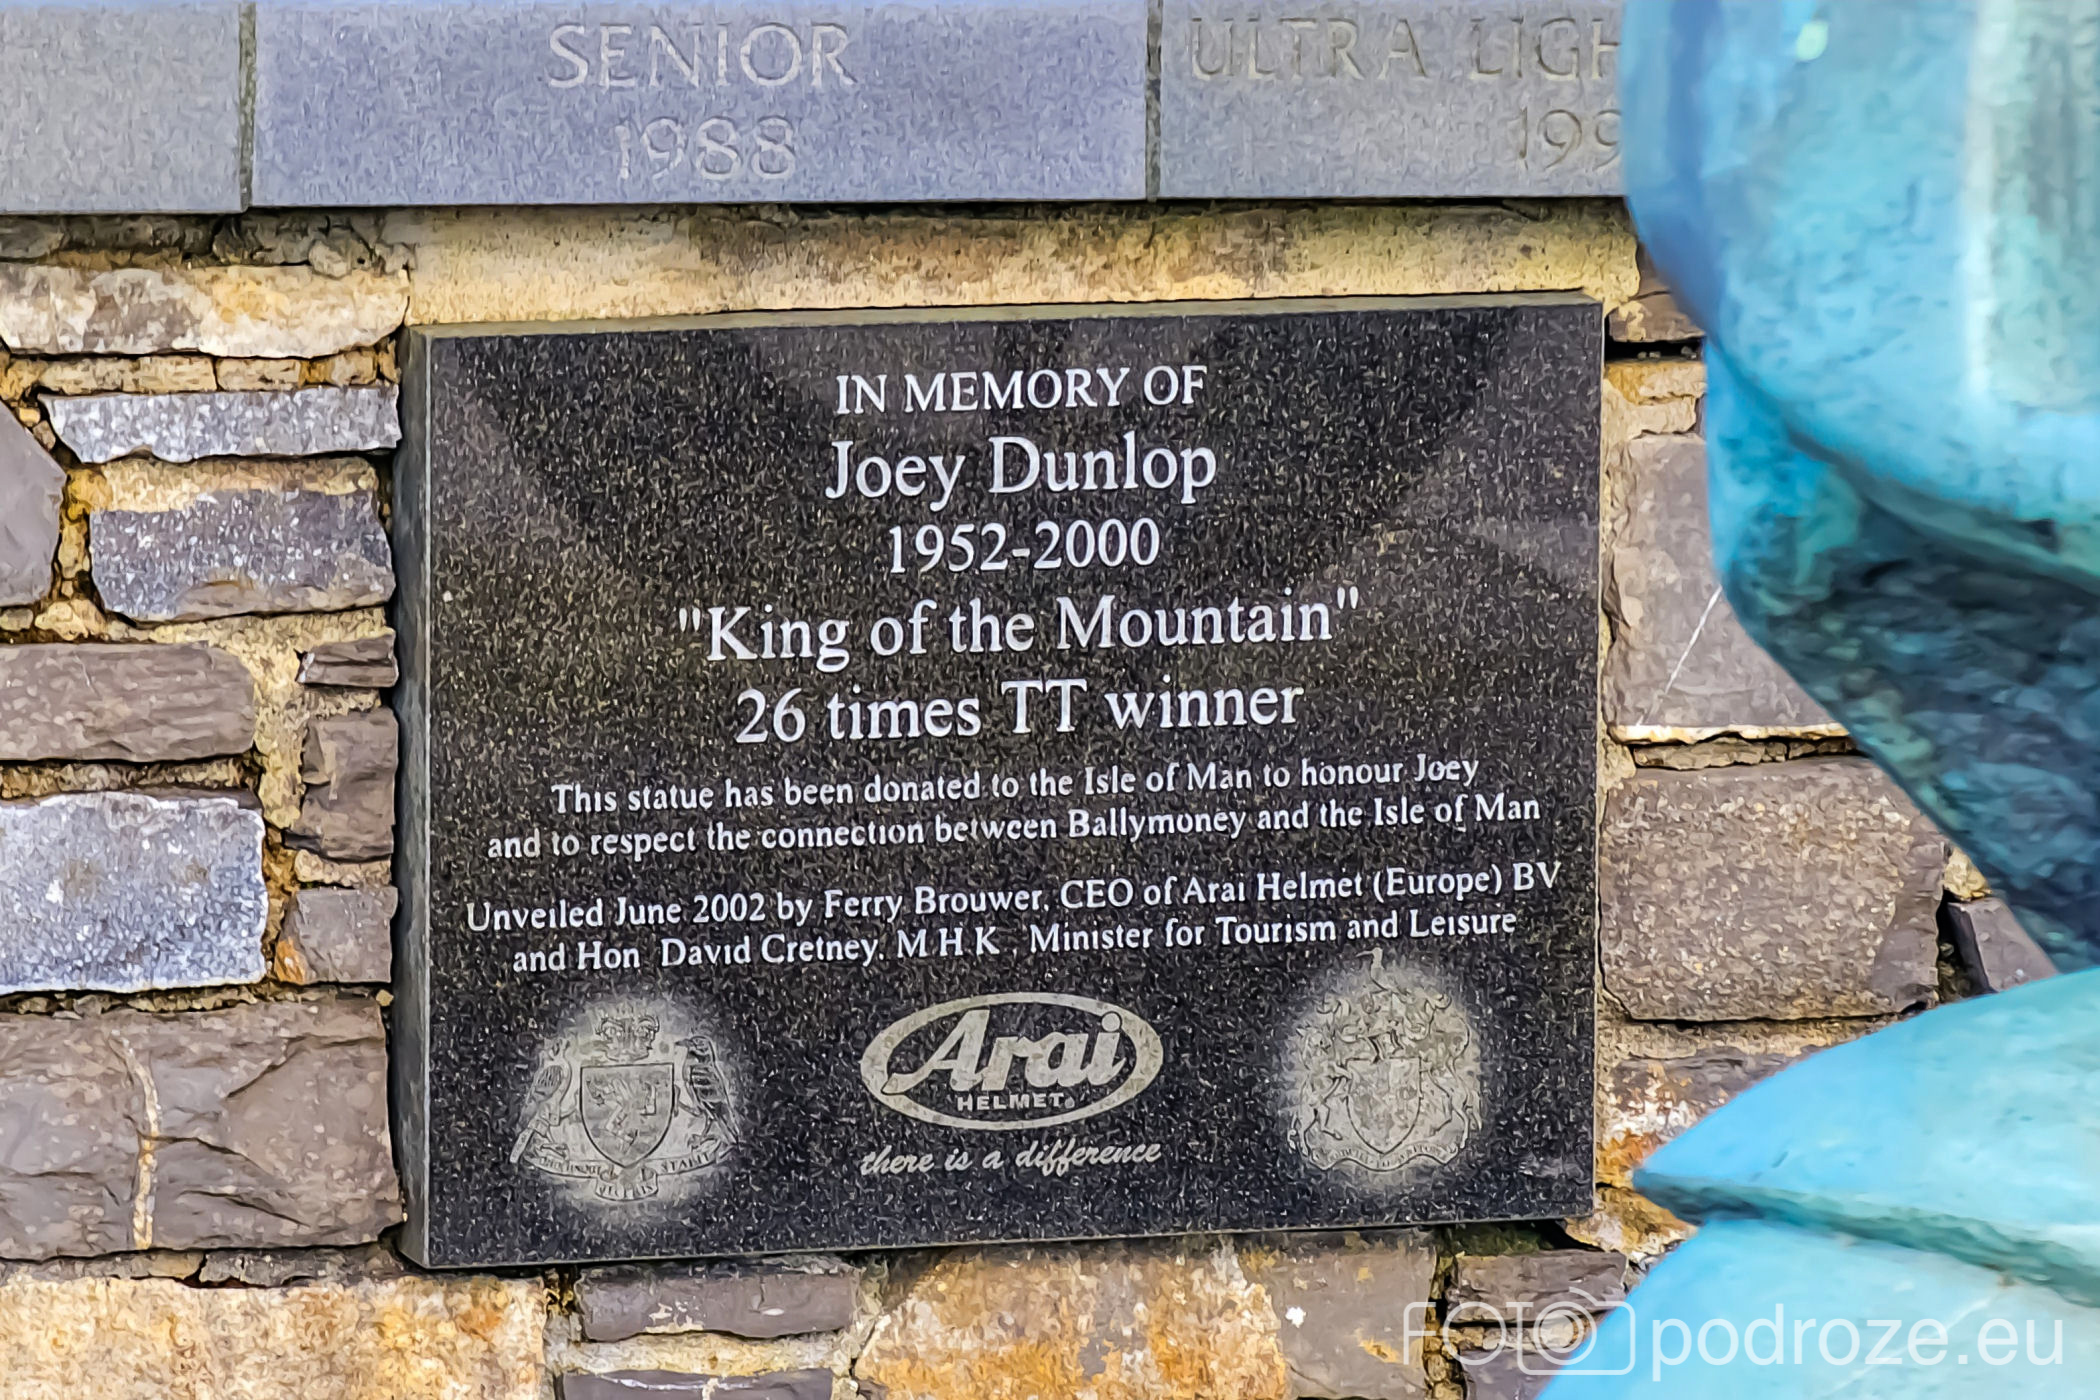 SENIOR
1988
ULTRA LIGH
199
IN MEMORY OF
Joey Dunlop
1952-2000
"King of the Mountain"
26 times TT winner
This statue has been donated to the Isle of Man to honour Joey
and to respect the connection between Ballymoney and the Isle of Man
Unveiled June 2002 by Ferry Brouwer, CEO of Arai Helmet (Europe) BV
and Hon David Cretney, M H K , Minister for Tourism and Leisure
Arai
HELMET
there is a difference
FOTO podroze.eu